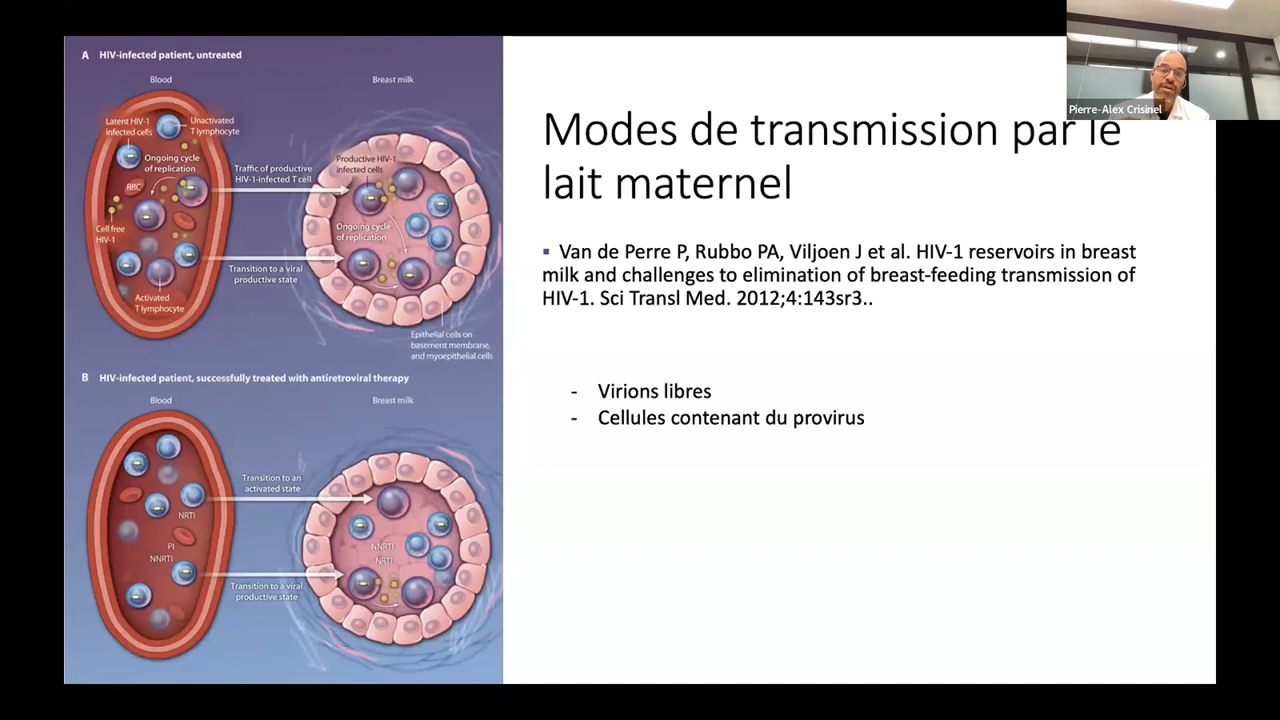 A HIV-infected patient, untreated
Blood
Breast milk
Latent HIV-1
infected cells
Unactivated
T lymphocyte
Ongoing cycle
of replication
RBC
Cell free
HIV-1
Activated
T lymphocyte
Traffic of productive
HIV-1-infected T cell
Transition to a viral
productive state
Productive HIV-1
infected cells
Ongoing cycle
of replication
Epithelial cells on
basement membrane,
and myoepithelial cells
B HIV-infected patient, successfully treated with antiretroviral therapy
Blood
Breast milk
NRTI
PI
NNRTI
Transition to an
activated state
Transition to a viral
productive state
NNRTI
NRTI
Pierre-Alex Crisinel
Modes de transmission par le
lait maternel
▪ Van de Perre P, Rubbo PA, Viljoen J et al. HIV-1 reservoirs in breast
milk and challenges to elimination of breast-feeding transmission of
HIV-1. Sci Transl Med. 2012;4:143sr3..
- Virions libres
- Cellules contenant du provirus